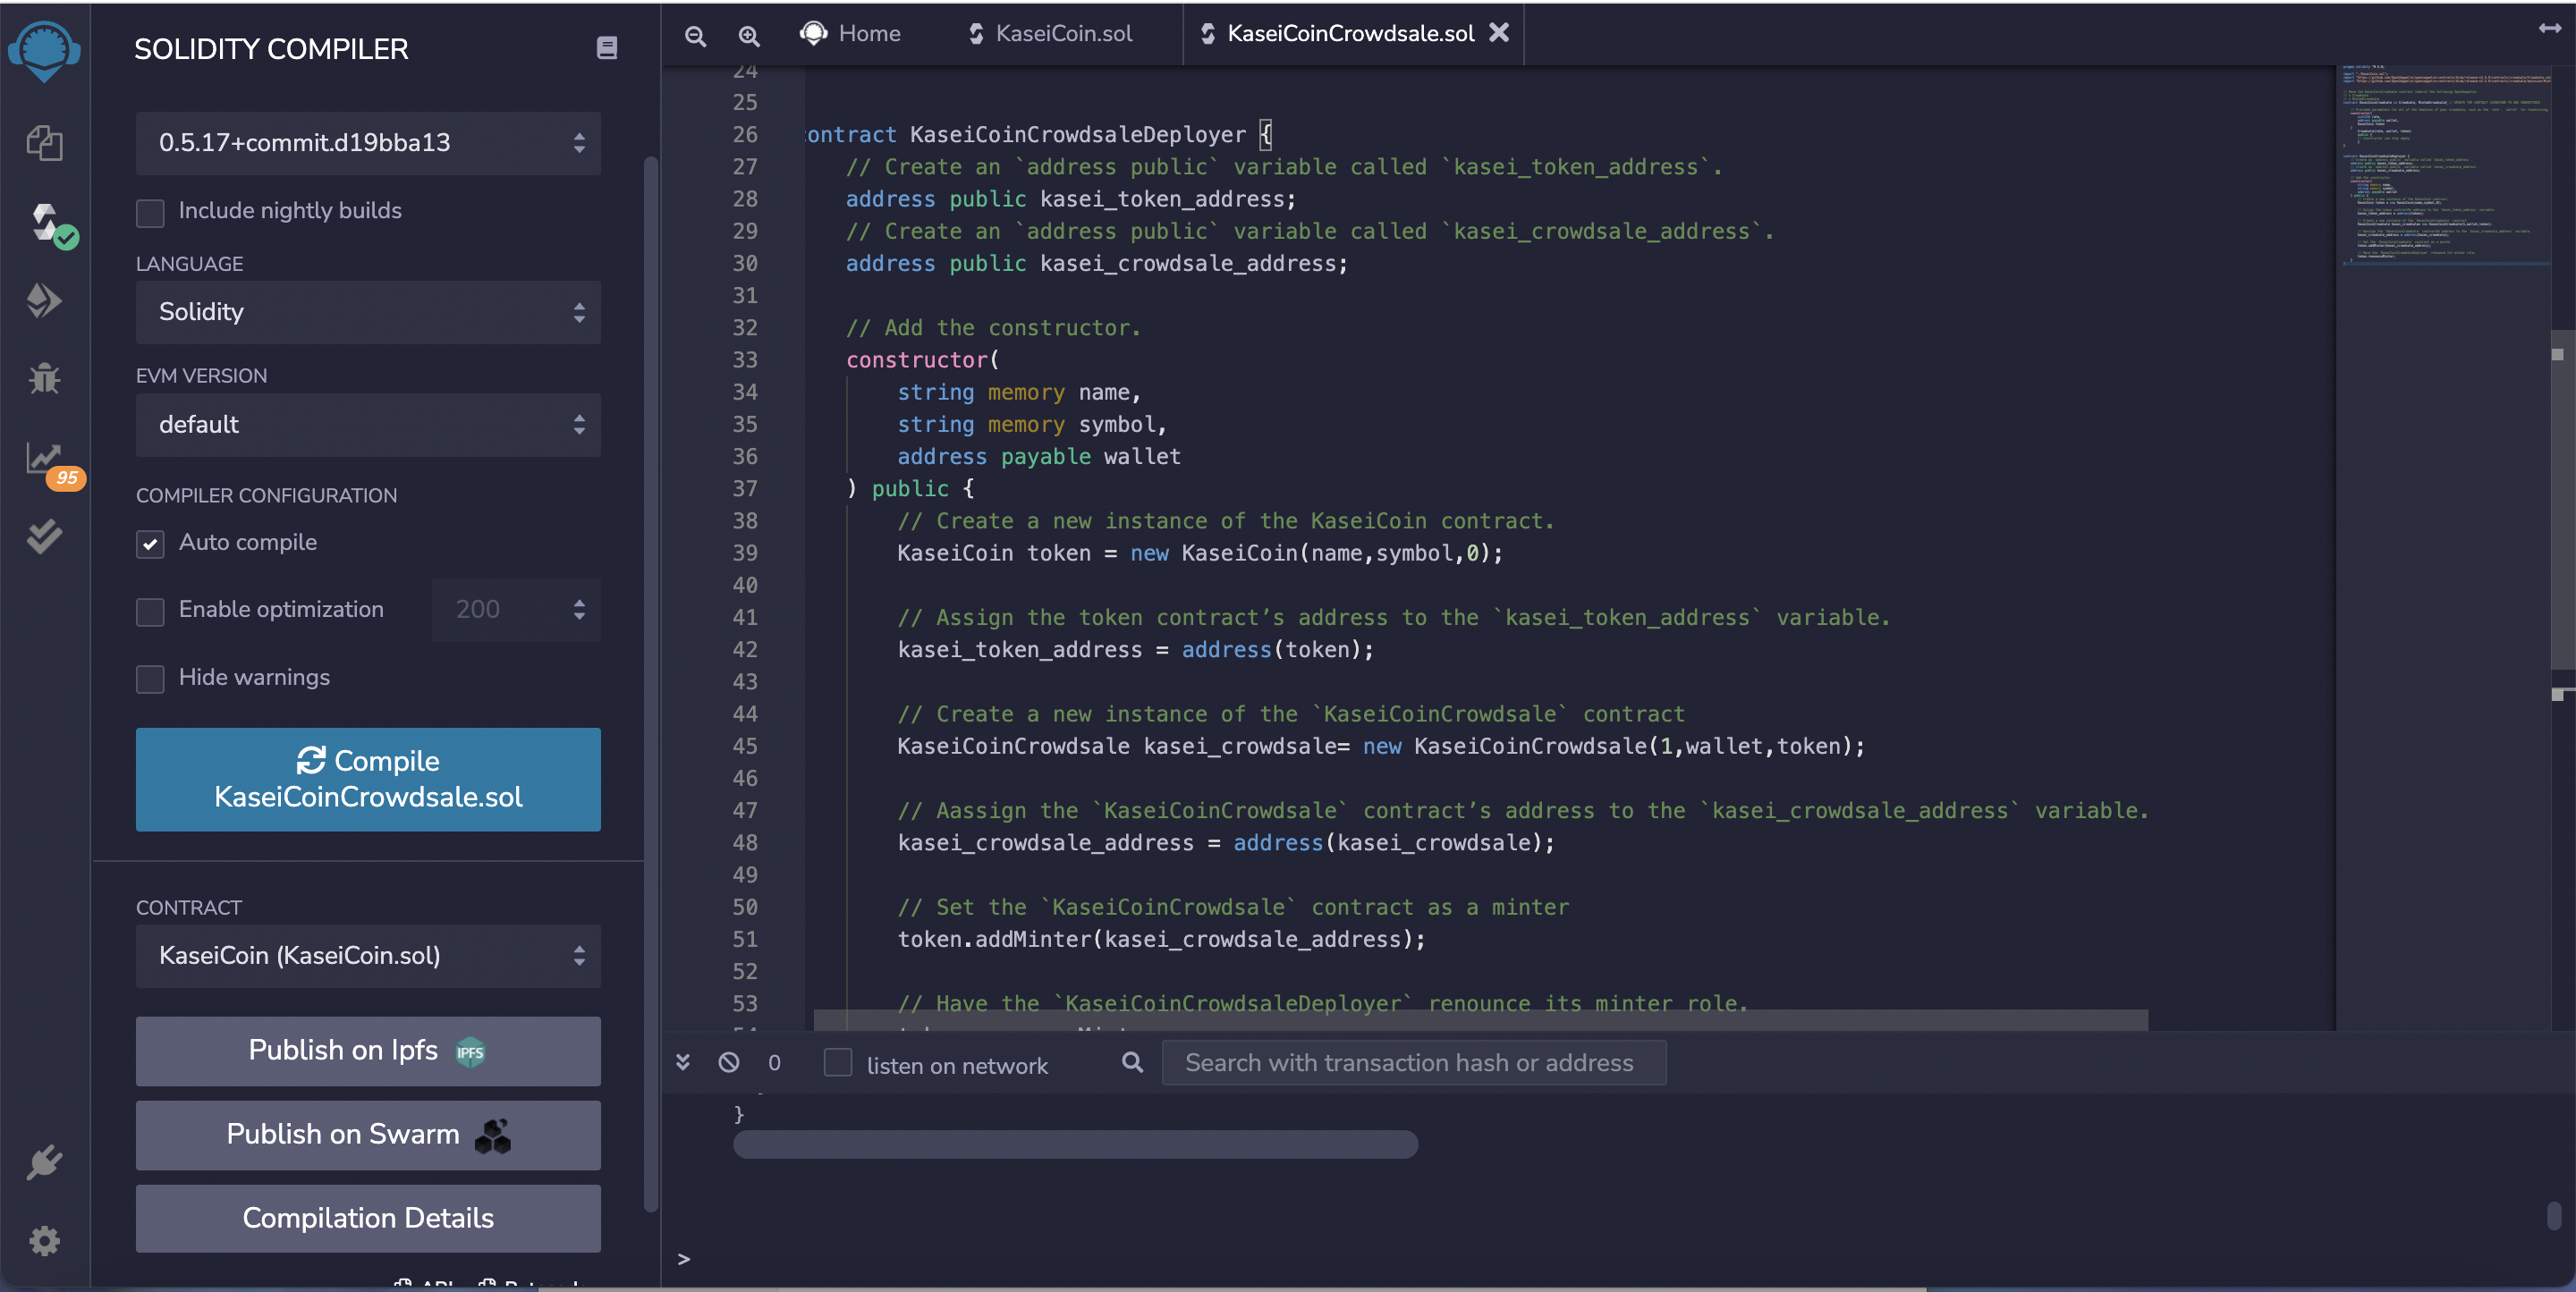 SOLIDITY COMPILER
0.5.17+commit.d19bba13
Include nightly builds
LANGUAGE
Solidity
EVM VERSION
default
95
COMPILER CONFIGURATION
Auto compile
Enable optimization 200
Hide warnings
Compile
KaseiCoinCrowdsale.sol
CONTRACT
KaseiCoin (KaseiCoin.sol)
Publish on Ipfs IPFS
Publish on Swarm
Compilation Details
Home KaseiCoin.sol KaseiCoinCrowdsale.sol
24
25
26 contract KaseiCoinCrowdsaleDeployer {
27 // Create an `address public` variable called `kasei_token_address`.
28 address public kasei_token_address;
29 // Create an `address public` variable called `kasei_crowdsale_address`.
30 address public kasei_crowdsale_address;
31
32 // Add the constructor.
33 constructor(
34 string memory name,
35 string memory symbol,
36 address payable wallet
37 ) public {
38 // Create a new instance of the KaseiCoin contract.
39 KaseiCoin token = new KaseiCoin(name,symbol,0);
40
41 // Assign the token contract’s address to the `kasei_token_address` variable.
42 kasei_token_address = address(token);
43
44 // Create a new instance of the `KaseiCoinCrowdsale` contract
45 KaseiCoinCrowdsale kasei_crowdsale= new KaseiCoinCrowdsale(1,wallet,token);
46
47 // Aassign the `KaseiCoinCrowdsale` contract’s address to the `kasei_crowdsale_address` variable.
48 kasei_crowdsale_address = address(kasei_crowdsale);
49
50 // Set the `KaseiCoinCrowdsale` contract as a minter
51 token.addMinter(kasei_crowdsale_address);
52
53 // Have the `KaseiCoinCrowdsaleDeployer` renounce its minter role.
0 listen on network Search with transaction hash or address
}
>